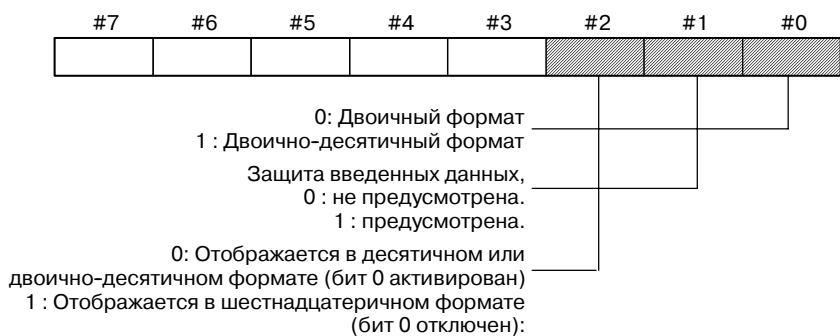 #7 #6 #5 #4 #3 #2 #1 #0
0: Двоичный формат
1 : Двоично-десятичный формат
Защита введенных данных,
0 : не предусмотрена.
1 : предусмотрена.
0: Отображается в десятичном или
двоично-десятичном формате (бит 0 активирован)
1 : Отображается в шестнадцатеричном формате
(бит 0 отключен):